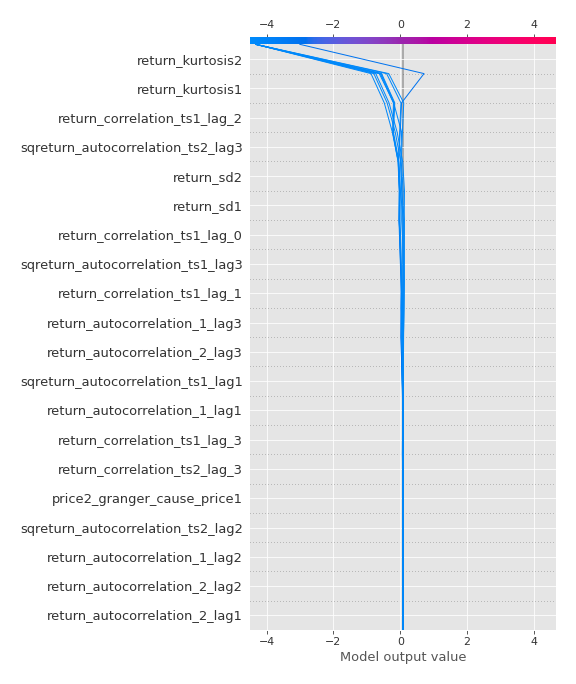 −4 −2 0 2 4
return_kurtosis2
return_kurtosis1
return_correlation_ts1_lag_2
sqreturn_autocorrelation_ts2_lag3
return_sd2
return_sd1
return_correlation_ts1_lag_0
sqreturn_autocorrelation_ts1_lag3
return_correlation_ts1_lag_1
return_autocorrelation_1_lag3
return_autocorrelation_2_lag3
sqreturn_autocorrelation_ts1_lag1
return_autocorrelation_1_lag1
return_correlation_ts1_lag_3
return_correlation_ts2_lag_3
price2_granger_cause_price1
sqreturn_autocorrelation_ts2_lag2
return_autocorrelation_1_lag2
return_autocorrelation_2_lag2
return_autocorrelation_2_lag1
−4 −2 0 2 4
Model output value